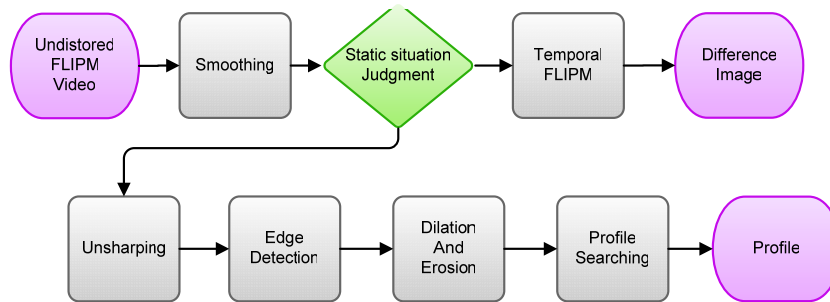 Undistored
FLIPM
Video
Smoothing
Static situation
Judgment
Temporal
FLIPM
Difference
Image
Unsharping
Edge
Detection
Dilation
And
Erosion
Profile
Searching
Profile